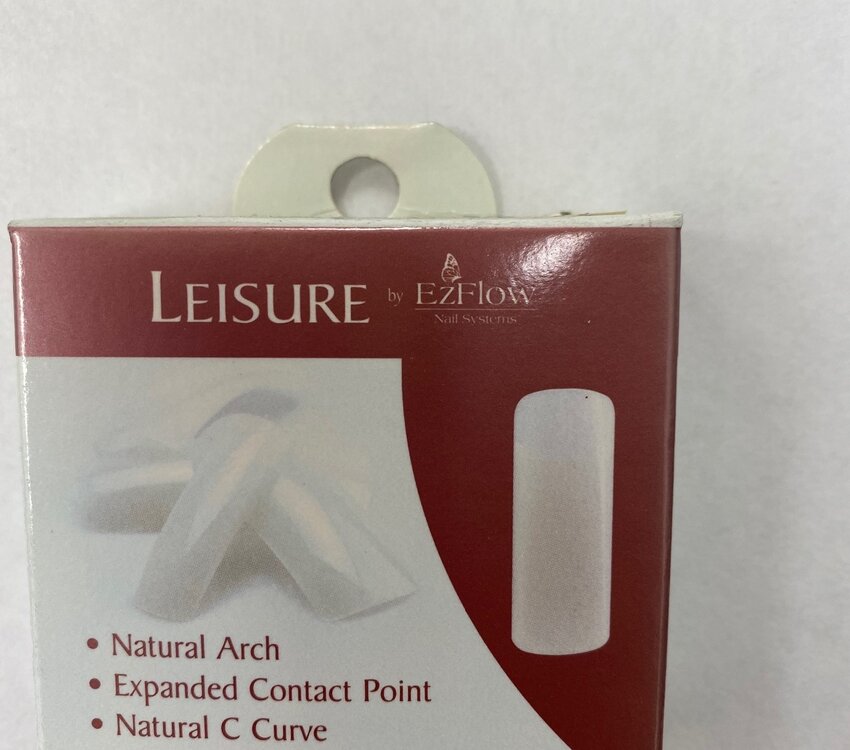 LEISURE by EzFlow
Nail Systems
• Natural Arch
• Expanded Contact Point
• Natural C Curve